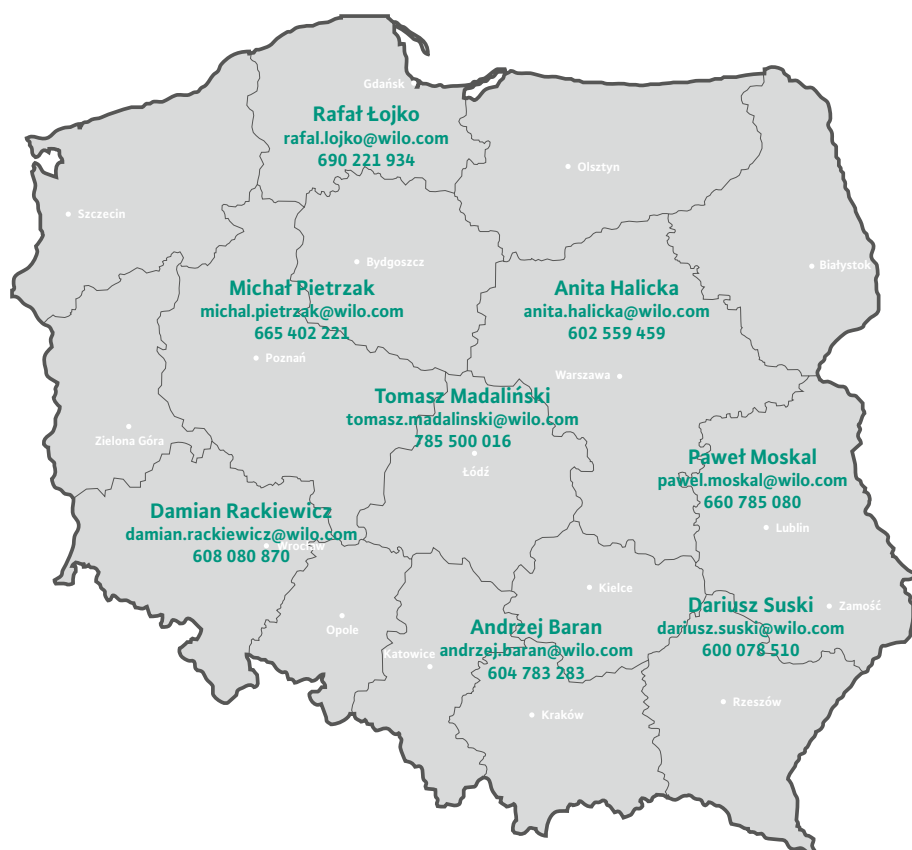 Gdańsk
Rafał Łojko
rafal.lojko@wilo.com
690 221 934
Olsztyn
Szczecin
Bydgoszcz
Białystok
Michał Pietrzak
michal.pietrzak@wilo.com
665 402 221
Anita Halicka
anita.halicka@wilo.com
602 559 459
Poznań
Warszawa
Tomasz Madaliński
tomasz.madalinski@wilo.com
785 500 016
Zielona Góra
Łódź
Paweł Moskal
pawel.moskal@wilo.com
660 785 080
Lublin
Damian Rackiewicz
damian.rackiewicz@wilo.com
608 080 870
Wrocław
Kielce
Zamość
Dariusz Suski
dariusz.suski@wilo.com
600 078 510
Opole
Andrzej Baran
andrzej.baran@wilo.com
604 783 283
Katowice
Rzeszów
Kraków